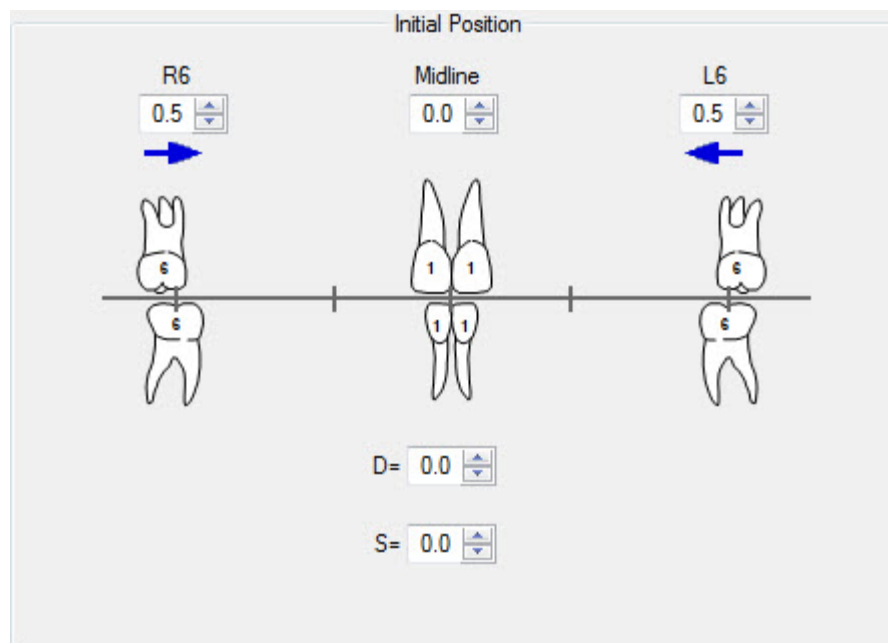 Initial Position
R6 Midline L6
0.5 0.0 0.5
6 1 1 6
6 1 1 6
D= 0.0
S= 0.0